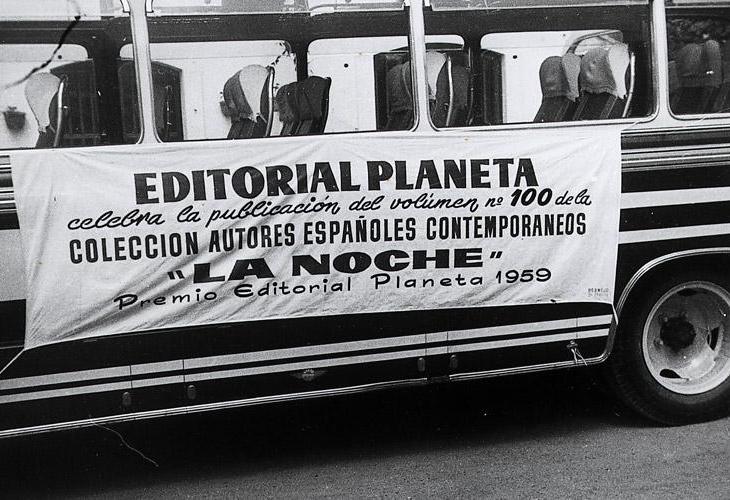 EDITORIAL PLANETA
celebra la publicación del volúmen nº 100 de la
COLECCION AUTORES ESPAÑOLES CONTEMPORANEOS
"LA NOCHE"
Premio Editorial Planeta 1959